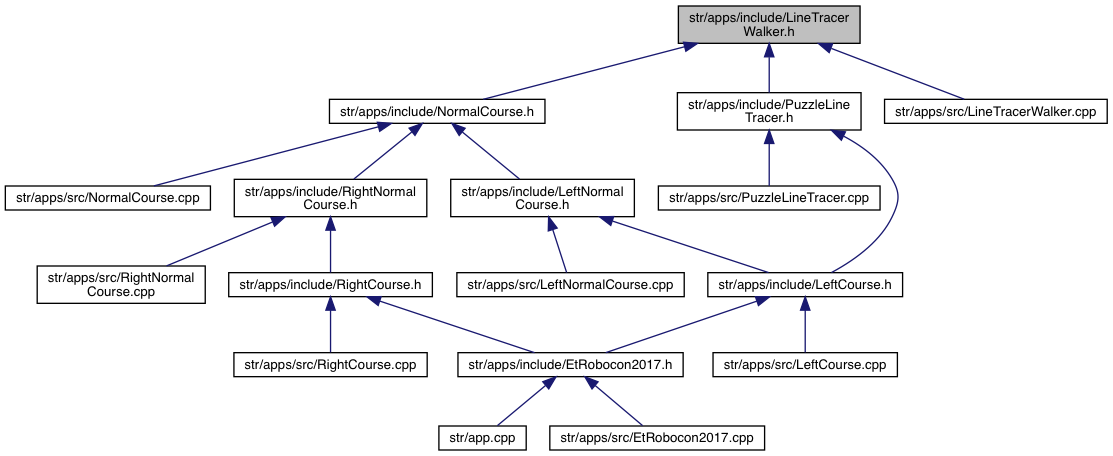 str/apps/include/LineTracer
Walker.h
str/apps/include/NormalCourse.h
str/apps/include/PuzzleLine
Tracer.h
str/apps/src/LineTracerWalker.cpp
str/apps/src/NormalCourse.cpp
str/apps/include/RightNormal
Course.h
str/apps/include/LeftNormal
Course.h
str/apps/src/PuzzleLineTracer.cpp
str/apps/src/RightNormal
Course.cpp
str/apps/include/RightCourse.h
str/apps/src/LeftNormalCourse.cpp
str/apps/include/LeftCourse.h
str/apps/src/RightCourse.cpp
str/apps/include/EtRobocon2017.h
str/apps/src/LeftCourse.cpp
str/app.cpp
str/apps/src/EtRobocon2017.cpp